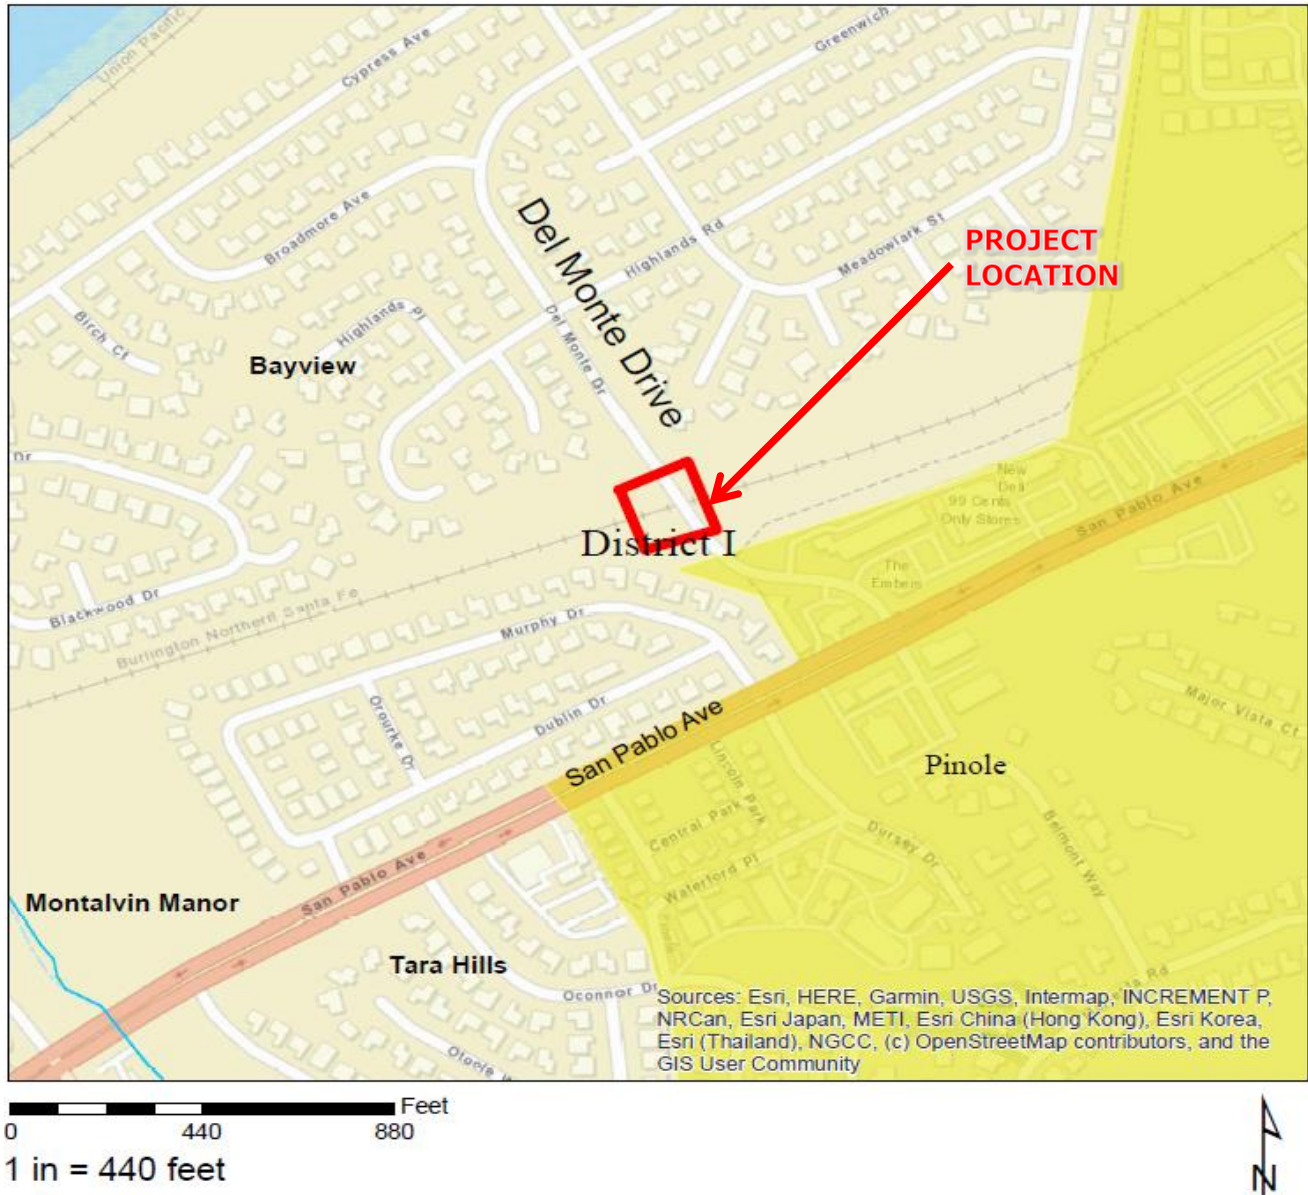 Union Pacific
Cypress Ave
Greenwich
Broadmore Ave
Del Monte Drive
Highlands Rd
Meadowlark St
PROJECT
LOCATION
Birch Ct
Highlands Pl
Del Monte Dr
Bayview
Dr
New
Deal
99 Cents
Only Stores
San Pablo Ave
District I
The
Embers
Blackwood Dr
Burlington Northern Santa Fe
Murphy Dr
Orourke Dr
Dublin Dr
San Pablo Ave
Major Vista Ct
Lincoln Park
Pinole
Central Park
Dursey Dr
Belmont Way
Waterford Pl
San Pablo Ave
Montalvin Manor
Tara Hills
Oconnor Dr
Rd
Sources: Esri, HERE, Garmin, USGS, Intermap, INCREMENT P,
NRCan, Esri Japan, METI, Esri China (Hong Kong), Esri Korea,
Esri (Thailand), NGCC, (c) OpenStreetMap contributors, and the
GIS User Community
Otoole
Feet
0 440 880
1 in = 440 feet
N